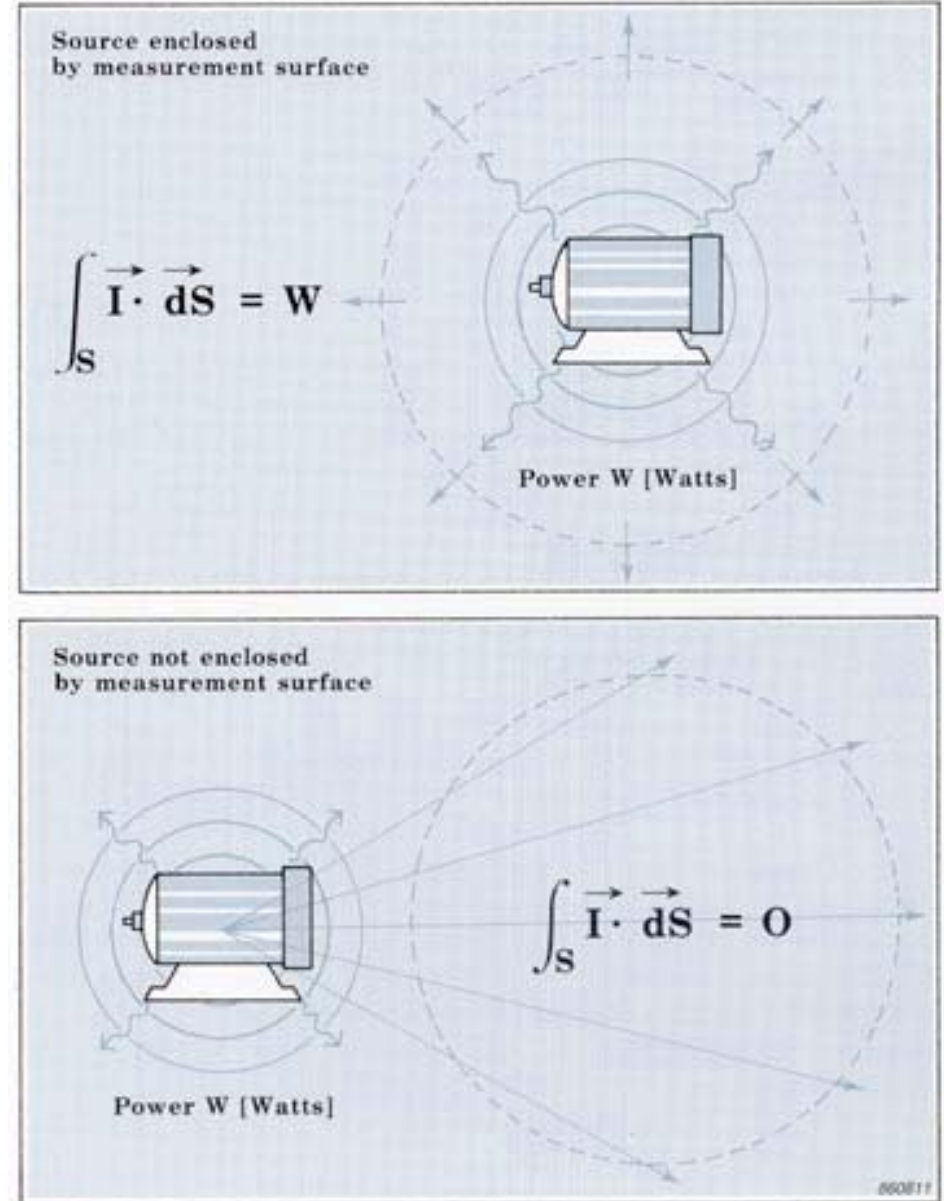 Source enclosed
by measurement surface
∫S I⃗ · dS⃗ = W
Power W [Watts]
Source not enclosed
by measurement surface
∫S I⃗ · dS⃗ = O
Power W [Watts]
860811